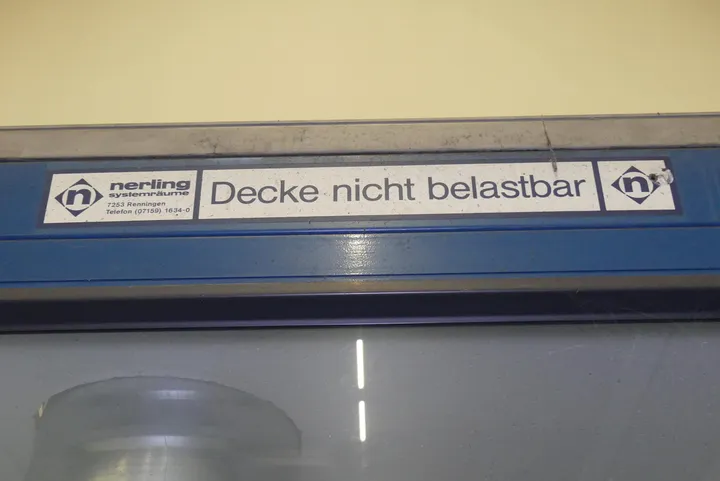 n
nerling
systemräume
7253 Renningen
Telefon (07159) 1634-0
Decke nicht belastbar
n